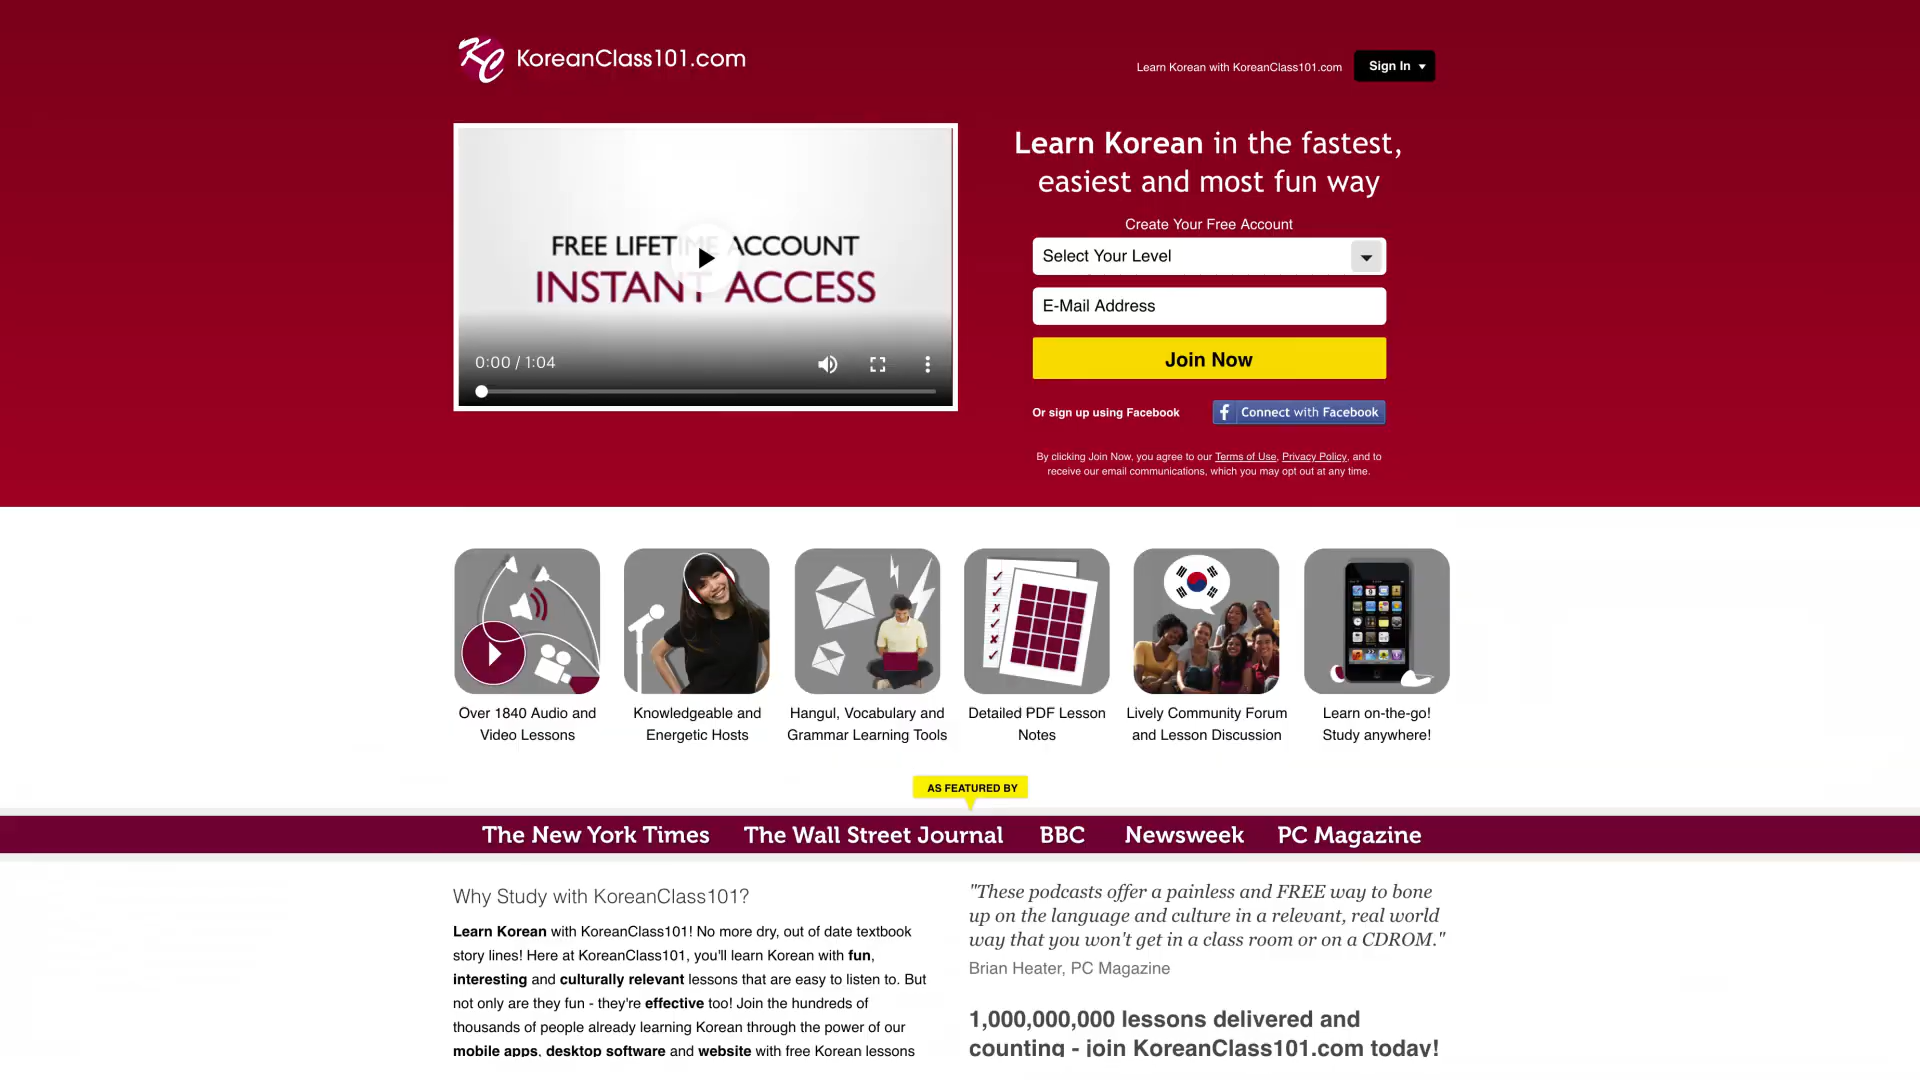 KC KoreanClass101.com
Learn Korean with KoreanClass101.com
Sign In
FREE LIFETIME ACCOUNT
INSTANT ACCESS
0:00 / 1:04
Learn Korean in the fastest,
easiest and most fun way
Create Your Free Account
Select Your Level
E-Mail Address
Join Now
Or sign up using Facebook
f Connect with Facebook
By clicking Join Now, you agree to our Terms of Use, Privacy Policy, and to
receive our email communications, which you may opt out at any time.
Over 1840 Audio and
Video Lessons
Knowledgeable and
Energetic Hosts
Hangul, Vocabulary and
Grammar Learning Tools
Detailed PDF Lesson
Notes
Lively Community Forum
and Lesson Discussion
Learn on-the-go!
Study anywhere!
AS FEATURED BY
The New York Times
The Wall Street Journal
BBC
Newsweek
PC Magazine
Why Study with KoreanClass101?
Learn Korean with KoreanClass101! No more dry, out of date textbook
story lines! Here at KoreanClass101, you'll learn Korean with fun,
interesting and culturally relevant lessons that are easy to listen to. But
not only are they fun - they're effective too! Join the hundreds of
thousands of people already learning Korean through the power of our
mobile apps, desktop software and website with free Korean lessons
"These podcasts offer a painless and FREE way to bone
up on the language and culture in a relevant, real world
way that you won't get in a class room or on a CDROM."
Brian Heater, PC Magazine
1,000,000,000 lessons delivered and
counting - join KoreanClass101.com today!